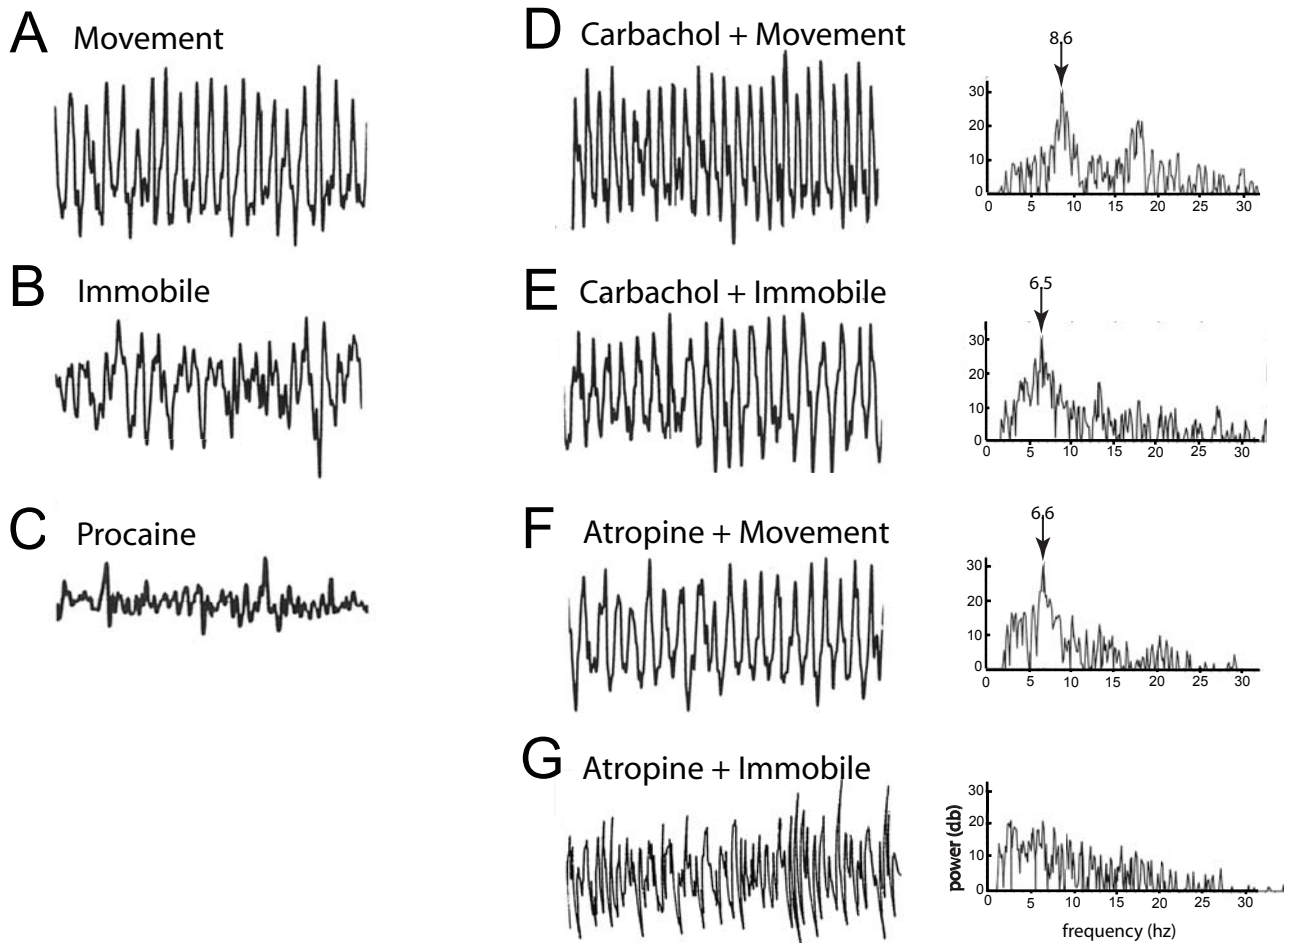 A Movement
B Immobile
C Procaine
D Carbachol + Movement
8.6
30
20
10
0
0 5 10 15 20 25 30
E Carbachol + Immobile
6.5
30
20
10
0
0 5 10 15 20 25 30
F Atropine + Movement
6.6
30
20
10
0
0 5 10 15 20 25 30
G Atropine + Immobile
power (db)
30
20
10
0
0 5 10 15 20 25 30
frequency (hz)